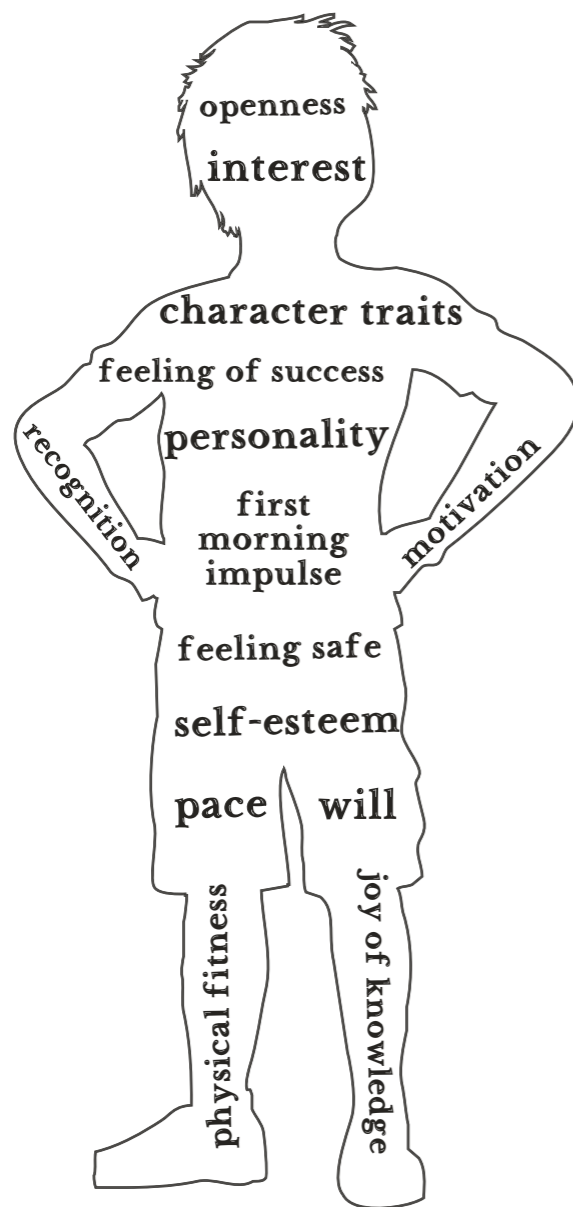 openness
interest
character traits
feeling of success
personality
recognition
motivation
first
morning
impulse
feeling safe
self-esteem
pace
will
physical fitness
joy of knowledge